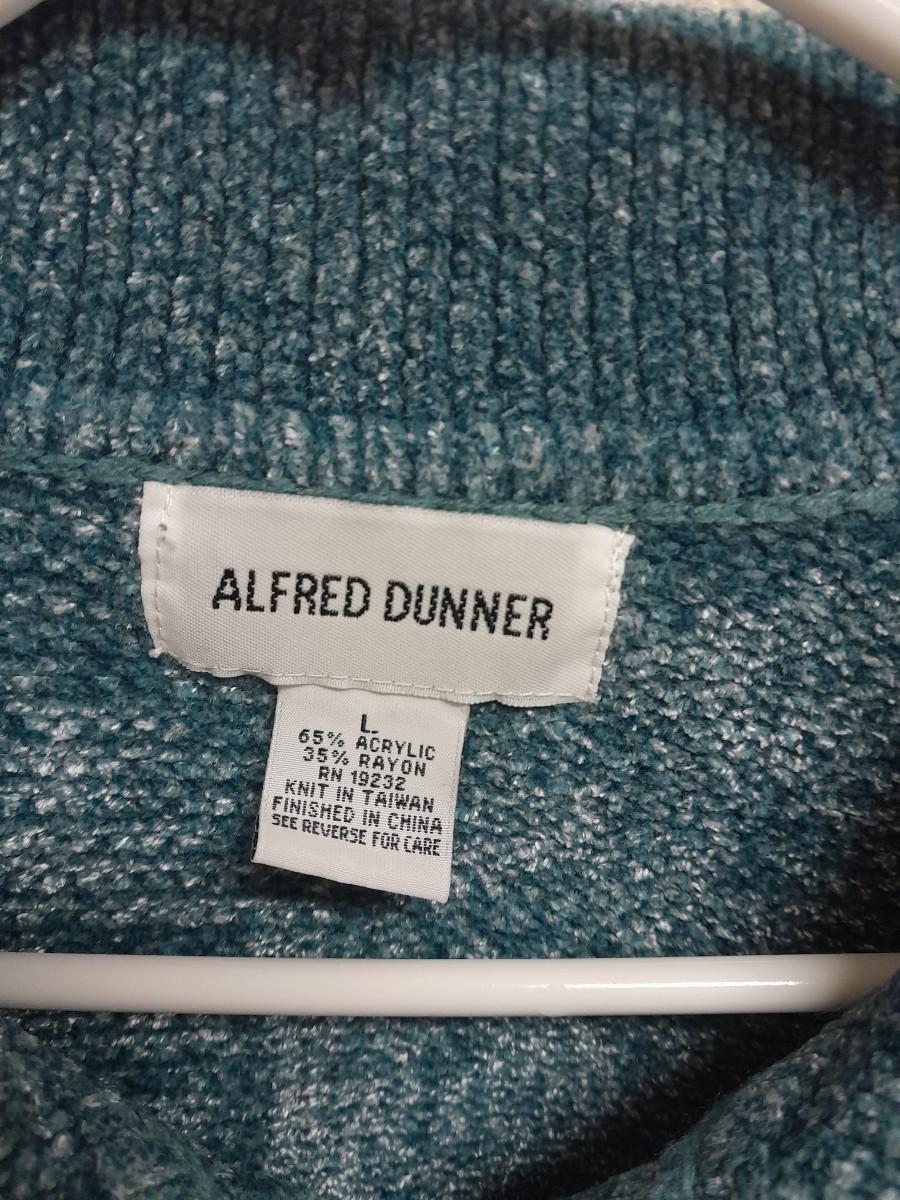 ALFRED DUNNER
L
65% ACRYLIC
35% RAYON
RN 19232
KNIT IN TAIWAN
FINISHED IN CHINA
SEE REVERSE FOR CARE